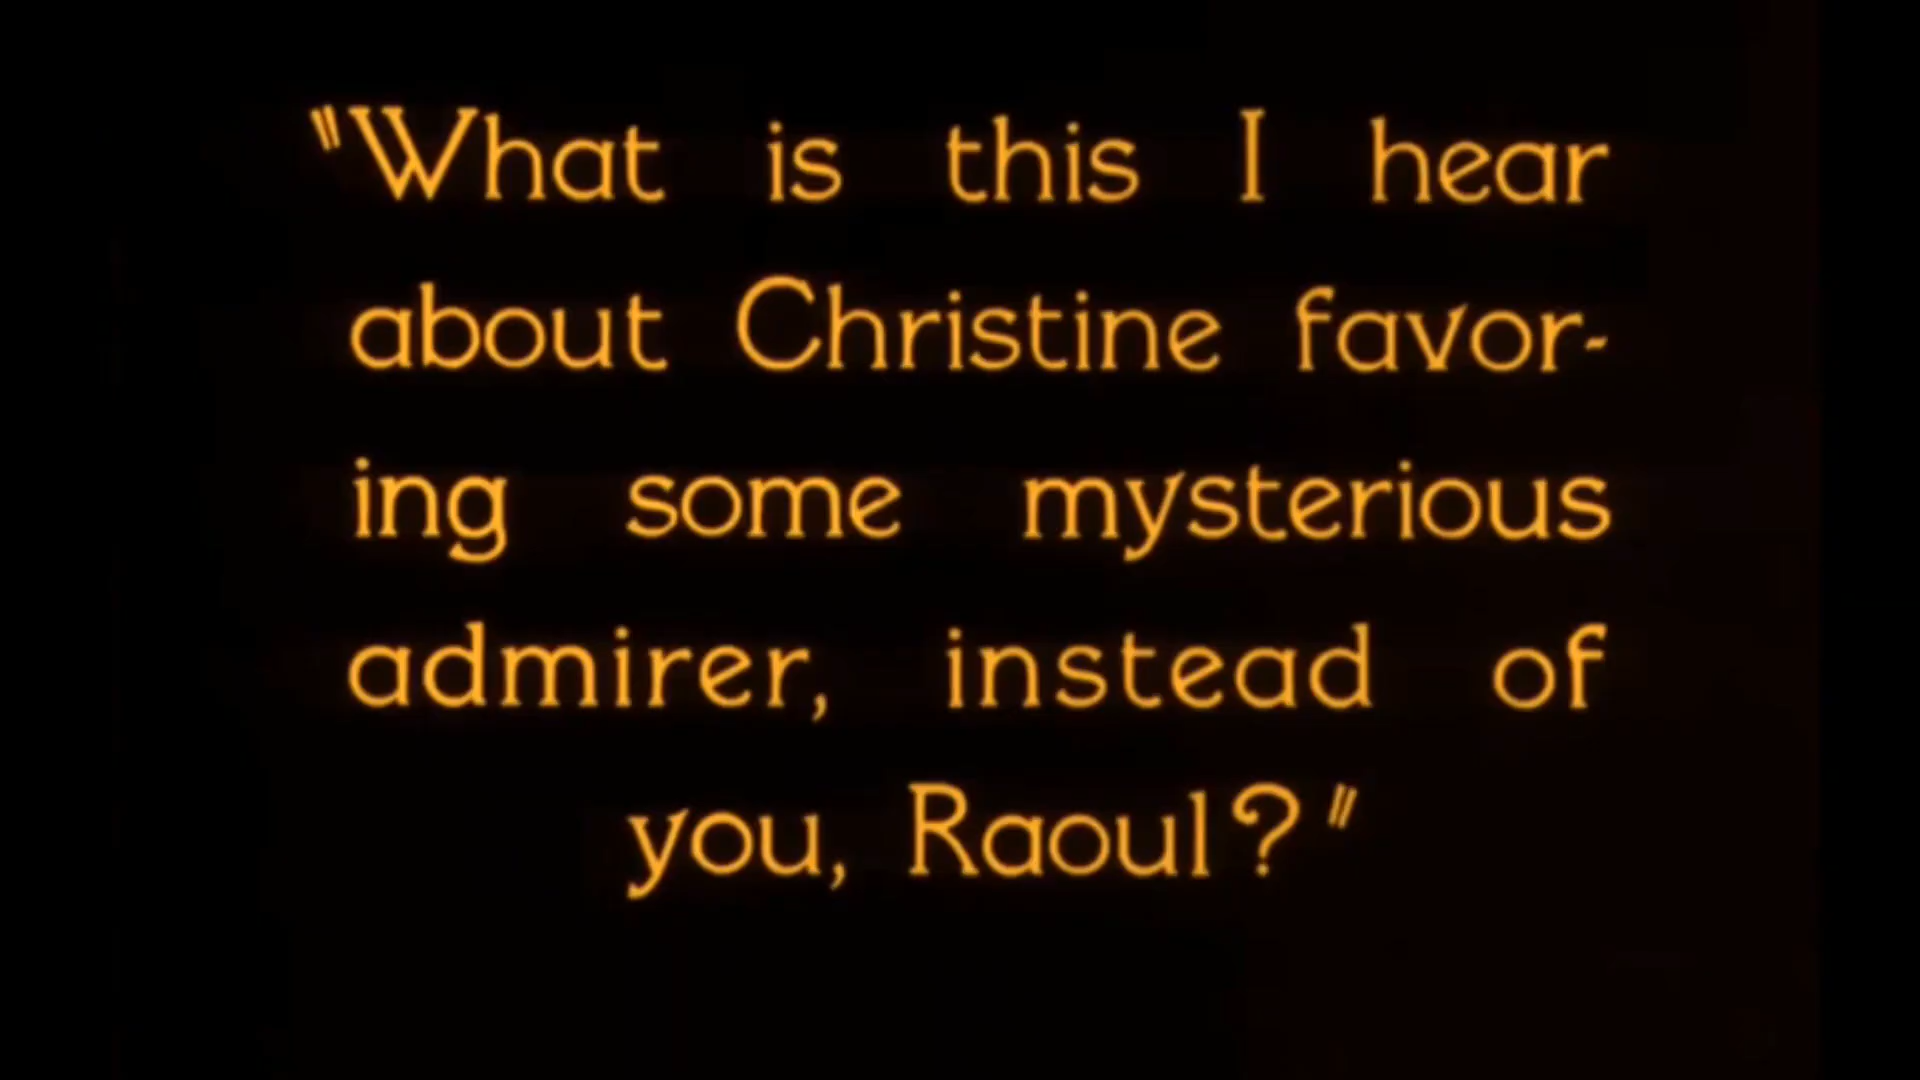 "What is this I hear
about Christine favor-
ing some mysterious
admirer, instead of
you, Raoul?"